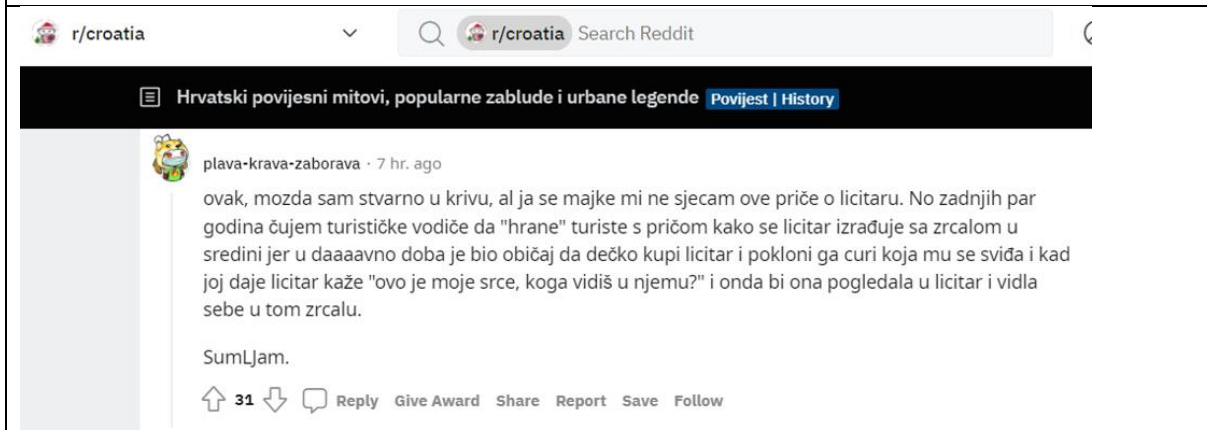 r/croatia
r/croatia Search Reddit
Hrvatski povijesni mitovi, popularne zablude i urbane legende Povijest | History
plava-krava-zaborava · 7 hr. ago
ovak, mozda sam stvarno u krivu, al ja se majke mi ne sjecam ove priče o licitaru. No zadnjih par
godina čujem turističke vodiče da "hrane" turiste s pričom kako se licitar izrađuje sa zrcalom u
sredini jer u daaaavno doba je bio običaj da dečko kupi licitar i pokloni ga curi koja mu se sviđa i kad
joj daje licitar kaže "ovo je moje srce, koga vidiš u njemu?" i onda bi ona pogledala u licitar i vidla
sebe u tom zrcalu.
SumLJam.
31 Reply Give Award Share Report Save Follow